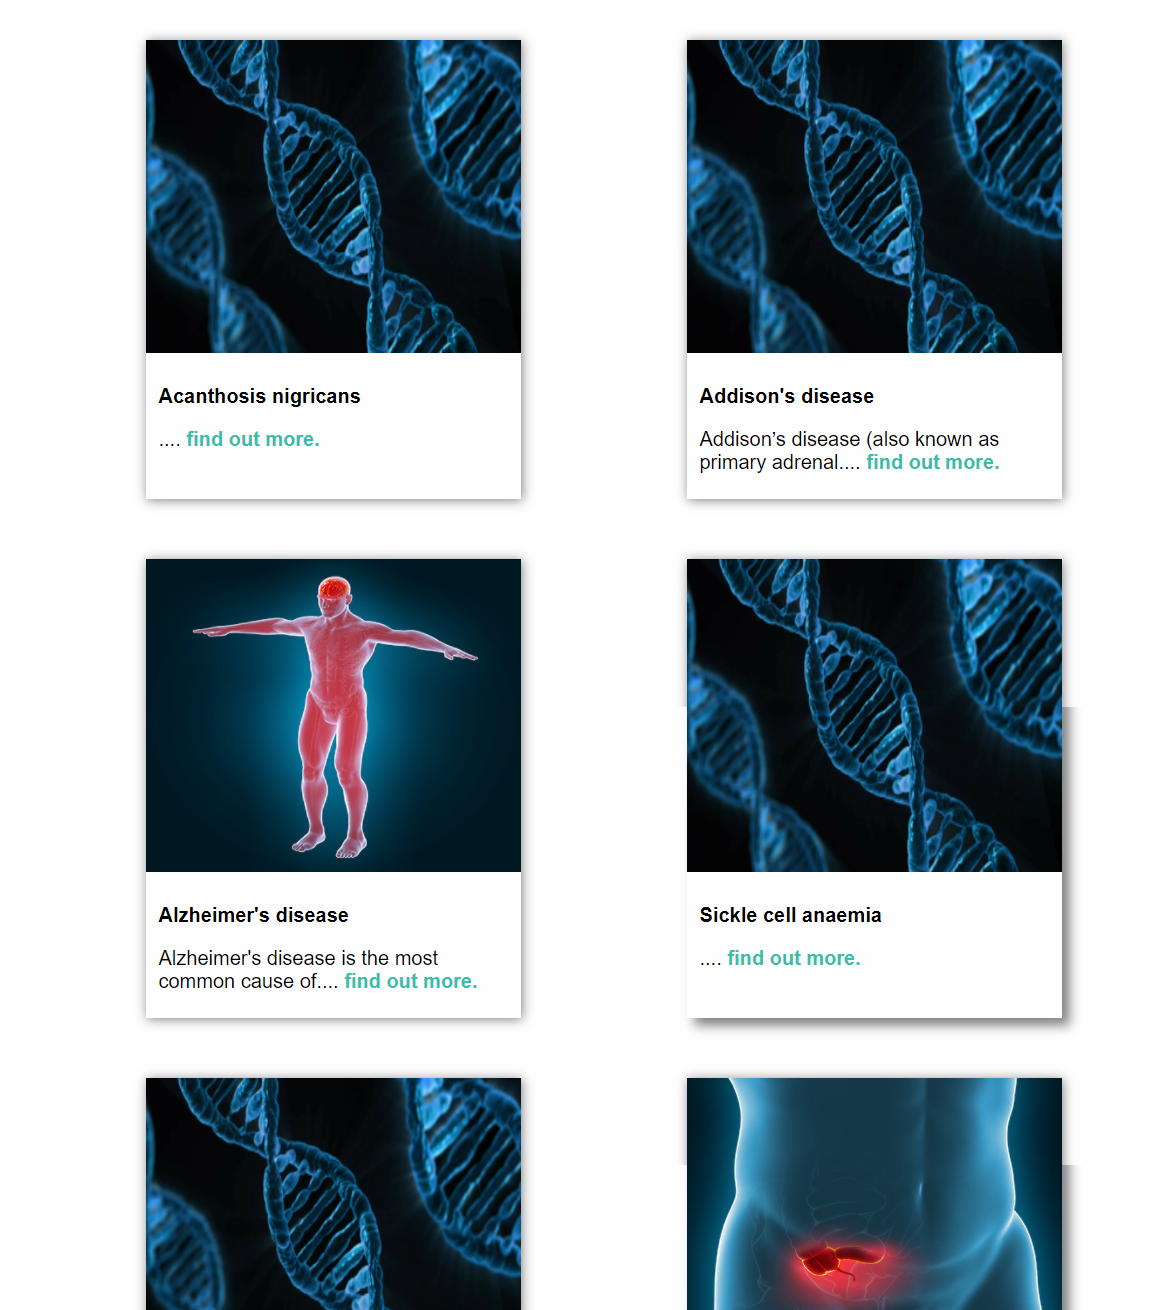 Acanthosis nigricans
.... find out more.
Addison's disease
Addison’s disease (also known as
primary adrenal.... find out more.
Alzheimer's disease
Alzheimer's disease is the most
common cause of.... find out more.
Sickle cell anaemia
.... find out more.